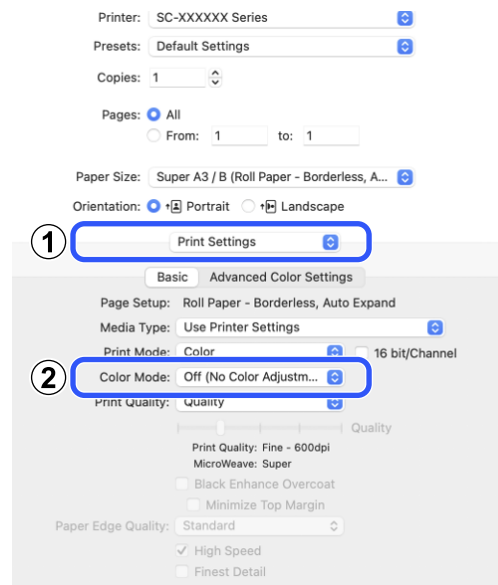 Printer: SC-XXXXXX Series
Presets: Default Settings
Copies: 1
Pages: All
From: 1 to: 1
Paper Size: Super A3 / B (Roll Paper - Borderless, A...
Orientation: Portrait Landscape
1 Print Settings
Basic Advanced Color Settings
Page Setup: Roll Paper - Borderless, Auto Expand
Media Type: Use Printer Settings
Print Mode: Color 16 bit/Channel
2 Color Mode: Off (No Color Adjustm...
Print Quality: Quality
Quality
Print Quality: Fine - 600dpi
MicroWeave: Super
Black Enhance Overcoat
Minimize Top Margin
Paper Edge Quality: Standard
High Speed
Finest Detail